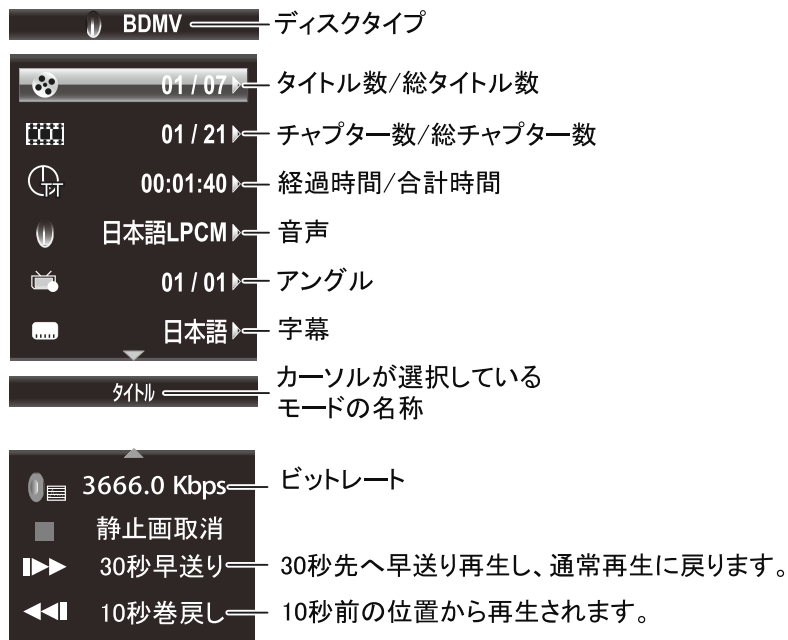 BDMV ディスクタイプ
01 / 07 タイトル数/総タイトル数
01 / 21 チャプター数/総チャプター数
00:01:40 経過時間/合計時間
日本語LPCM 音声
01 / 01 アングル
日本語 字幕
タイトル カーソルが選択している
モードの名称
3666.0 Kbps ビットレート
静止画取消
30秒早送り 30秒先へ早送り再生し、通常再生に戻ります。
10秒巻戻し 10秒前の位置から再生されます。